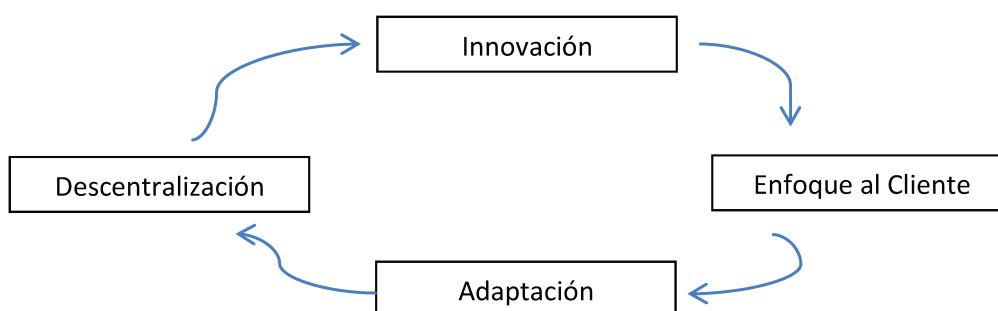 Innovación
Descentralización
Enfoque al Cliente
Adaptación